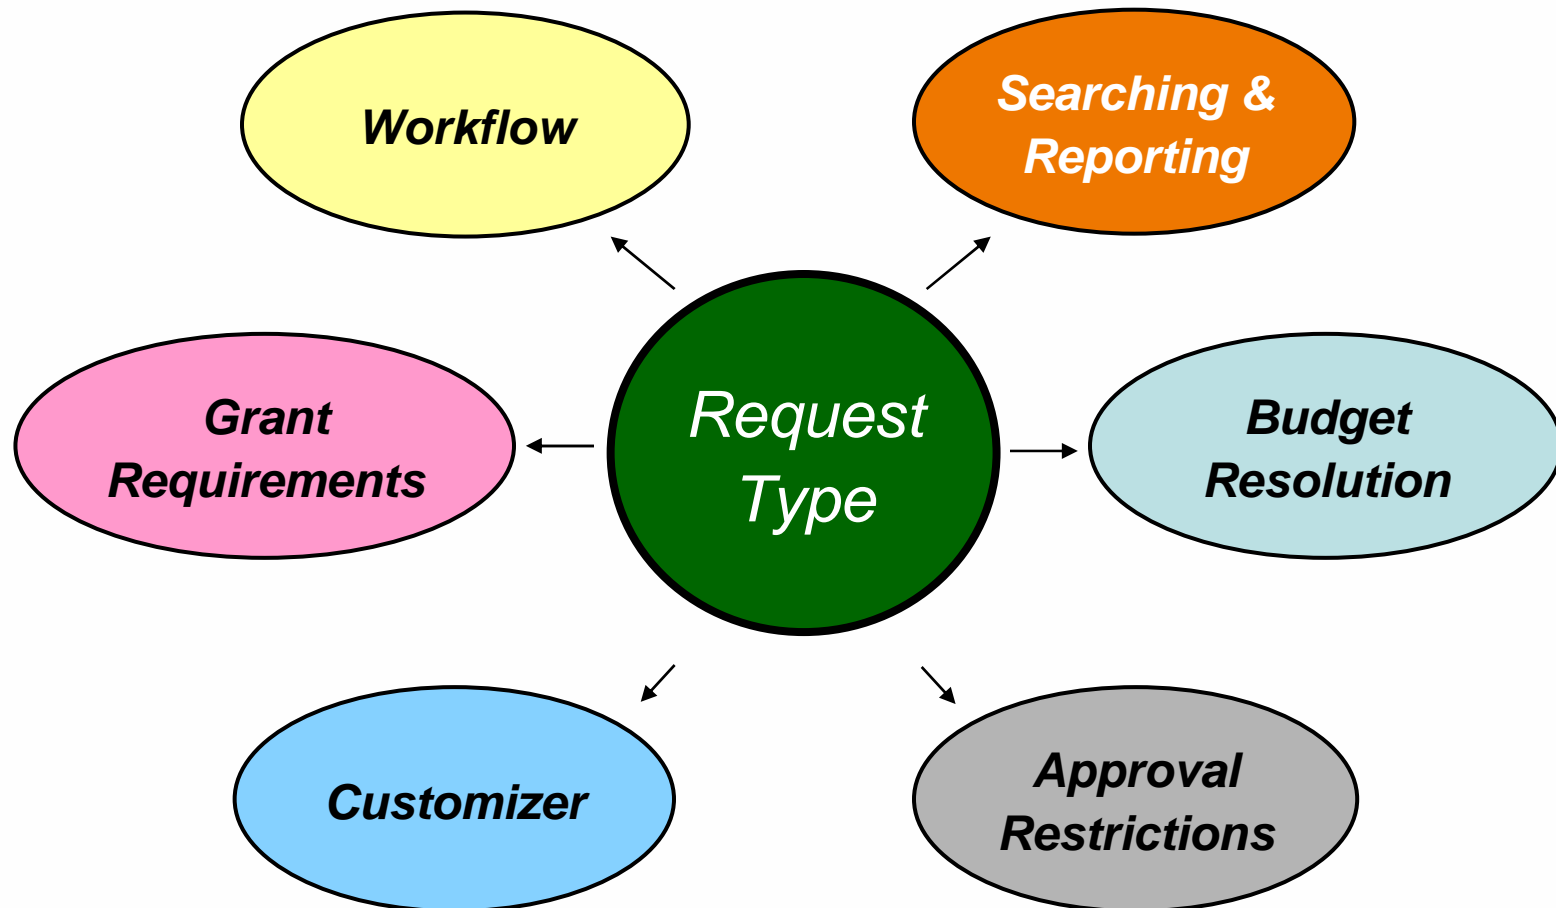 Workflow
Searching &
Reporting
Grant
Requirements
Request
Type
Budget
Resolution
Customizer
Approval
Restrictions